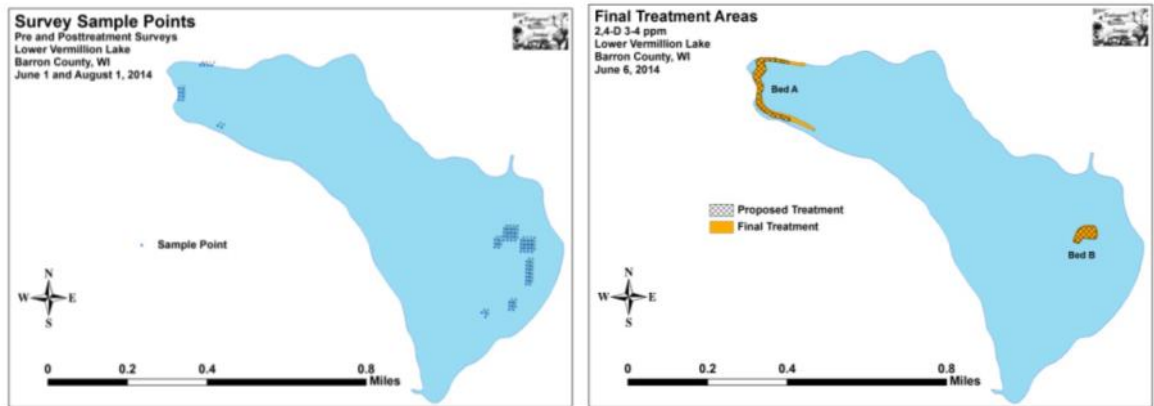 Survey Sample Points
Pre and Posttreatment Surveys
Lower Vermillion Lake
Barron County, WI
June 1 and August 1, 2014
Sample Point
N
W E
S
0 0.2 0.4 0.8
Miles
Final Treatment Areas
2,4-D 3-4 ppm
Lower Vermillion Lake
Barron County, WI
June 6, 2014
Bed A
Proposed Treatment
Final Treatment
Bed B
N
W E
S
0 0.2 0.4 0.8
Miles